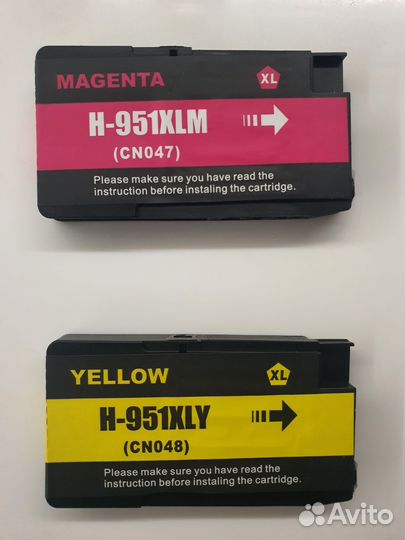 MAGENTA
XL
H-951XLM
(CN047)
Please make sure you have read the
instruction before instaling the cartridge.
YELLOW
XL
H-951XLY
(CN048)
Please make sure you have read the
instruction before instaling the cartridge.
Avito